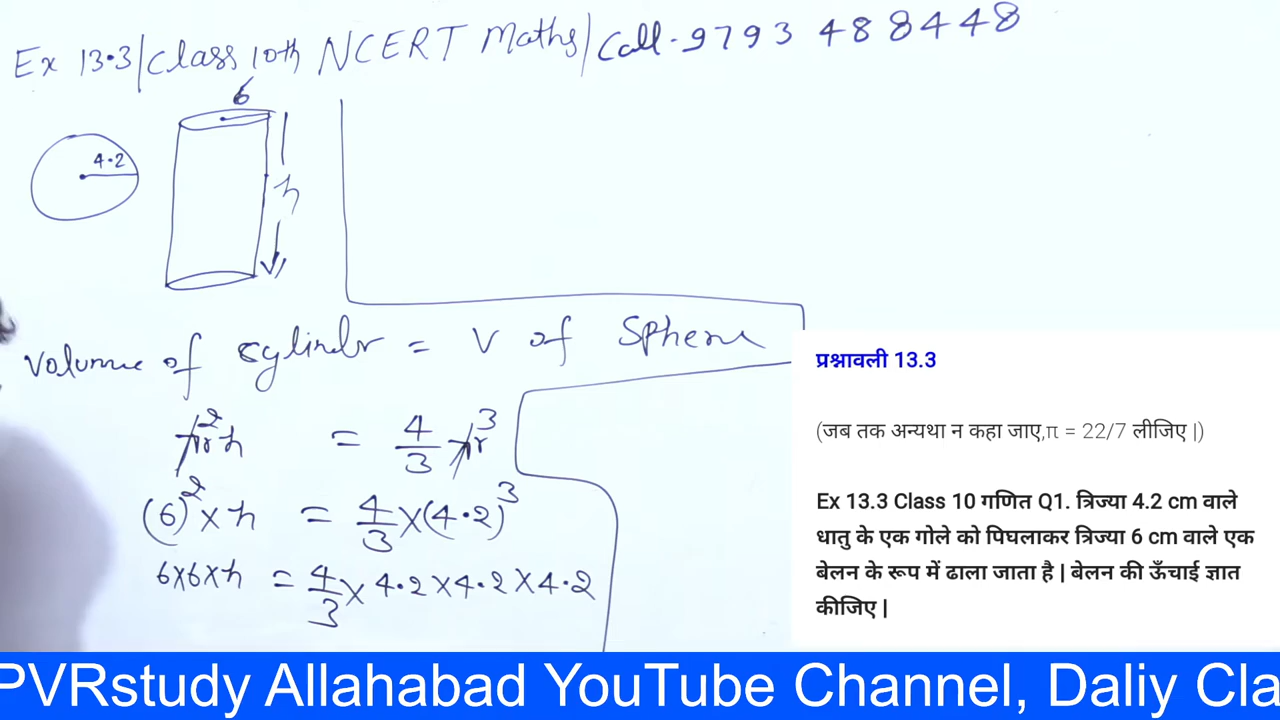 Ex 13.3/Class 10th NCERT Maths/Call.9793 488448
6
4.2
h
Volume of cylinder = V of Sphere
πr²h = 4/3 πr³
(6)² × h = 4/3 × (4.2)³
6×6×h = 4/3 × 4.2×4.2×4.2
प्रश्नावली 13.3
(जब तक अन्यथा न कहा जाए,π = 22/7 लीजिए |)
Ex 13.3 Class 10 गणित Q1. त्रिज्या 4.2 cm वाले
धातु के एक गोले को पिघलाकर त्रिज्या 6 cm वाले एक
बेलन के रूप में ढाला जाता है | बेलन की ऊँचाई ज्ञात
कीजिए |
PVRstudy Allahabad YouTube Channel, Daliy Cla